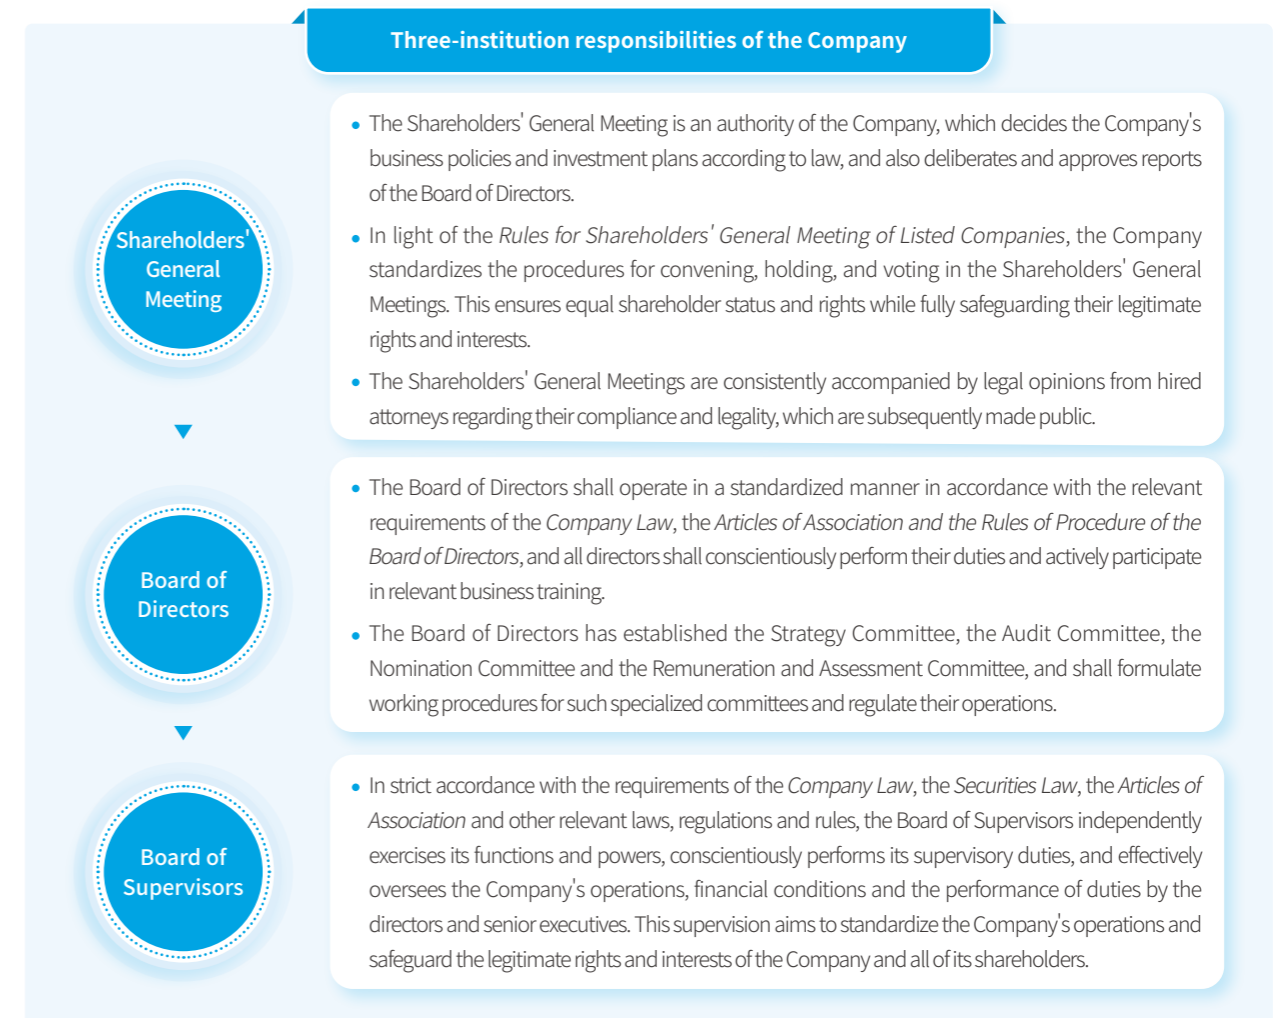 Three-institution responsibilities of the Company
Shareholders'
General
Meeting
• The Shareholders' General Meeting is an authority of the Company, which decides the Company's
business policies and investment plans according to law, and also deliberates and approves reports
of the Board of Directors.
• In light of the Rules for Shareholders' General Meeting of Listed Companies, the Company
standardizes the procedures for convening, holding, and voting in the Shareholders' General
Meetings. This ensures equal shareholder status and rights while fully safeguarding their legitimate
rights and interests.
• The Shareholders' General Meetings are consistently accompanied by legal opinions from hired
attorneys regarding their compliance and legality, which are subsequently made public.
Board of
Directors
• The Board of Directors shall operate in a standardized manner in accordance with the relevant
requirements of the Company Law, the Articles of Association and the Rules of Procedure of the
Board of Directors, and all directors shall conscientiously perform their duties and actively participate
in relevant business training.
• The Board of Directors has established the Strategy Committee, the Audit Committee, the
Nomination Committee and the Remuneration and Assessment Committee, and shall formulate
working procedures for such specialized committees and regulate their operations.
Board of
Supervisors
• In strict accordance with the requirements of the Company Law, the Securities Law, the Articles of
Association and other relevant laws, regulations and rules, the Board of Supervisors independently
exercises its functions and powers, conscientiously performs its supervisory duties, and effectively
oversees the Company's operations, financial conditions and the performance of duties by the
directors and senior executives. This supervision aims to standardize the Company's operations and
safeguard the legitimate rights and interests of the Company and all of its shareholders.